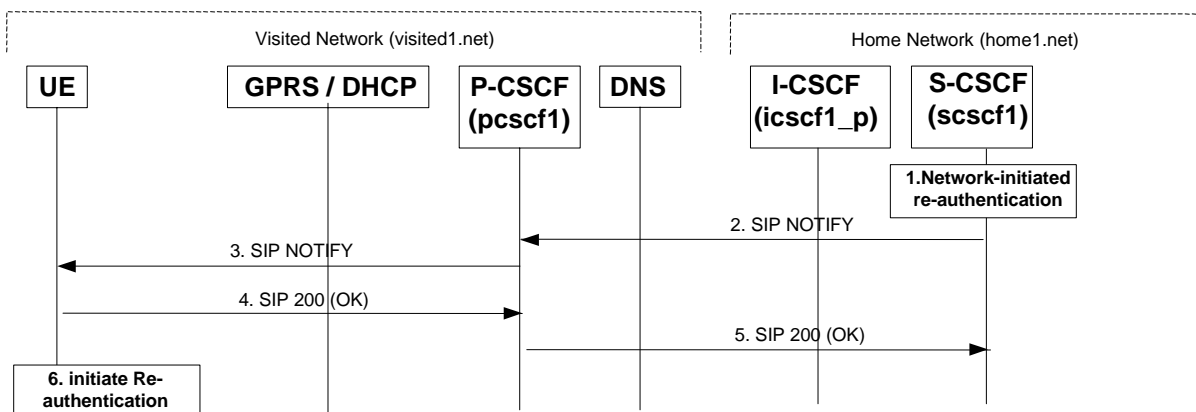 Visited Network (visited1.net)
Home Network (home1.net)
UE
GPRS / DHCP
P-CSCF
(pcscf1)
DNS
I-CSCF
(icscf1_p)
S-CSCF
(scscf1)
1.Network-initiated
re-authentication
2. SIP NOTIFY
3. SIP NOTIFY
4. SIP 200 (OK)
5. SIP 200 (OK)
6. initiate Re-
authentication